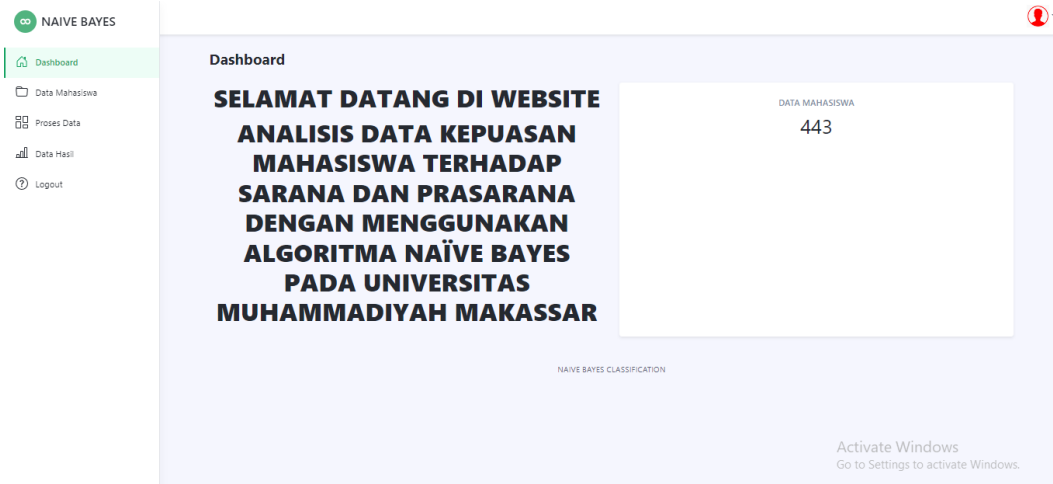 NAIVE BAYES
Dashboard
Data Mahasiswa
Proses Data
Data Hasil
Logout
Dashboard
SELAMAT DATANG DI WEBSITE
ANALISIS DATA KEPUASAN
MAHASISWA TERHADAP
SARANA DAN PRASARANA
DENGAN MENGGUNAKAN
ALGORITMA NAÏVE BAYES
PADA UNIVERSITAS
MUHAMMADIYAH MAKASSAR
DATA MAHASISWA
443
NAIVE BAYES CLASSIFICATION
Activate Windows
Go to Settings to activate Windows.